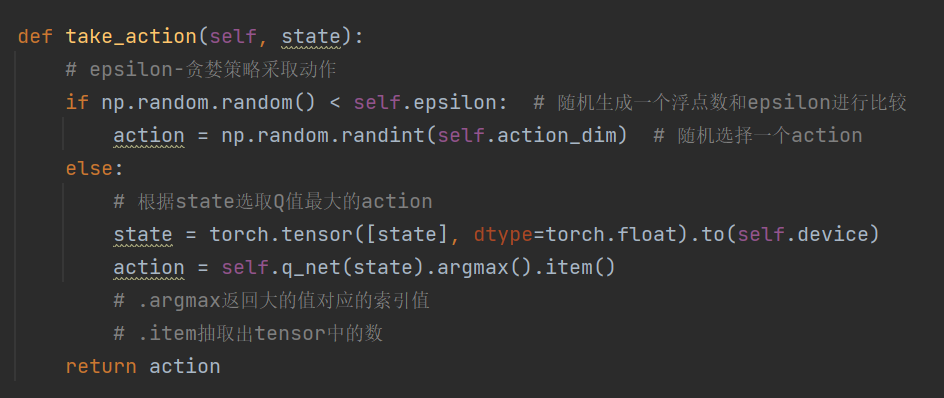 def take_action(self, state):
    # epsilon-贪婪策略采取动作
    if np.random.random() < self.epsilon:  # 随机生成一个浮点数和epsilon进行比较
        action = np.random.randint(self.action_dim)  # 随机选择一个action
    else:
        # 根据state选取Q值最大的action
        state = torch.tensor([state], dtype=torch.float).to(self.device)
        action = self.q_net(state).argmax().item()
        # .argmax返回大的值对应的索引值
        # .item抽取出tensor中的数
    return action